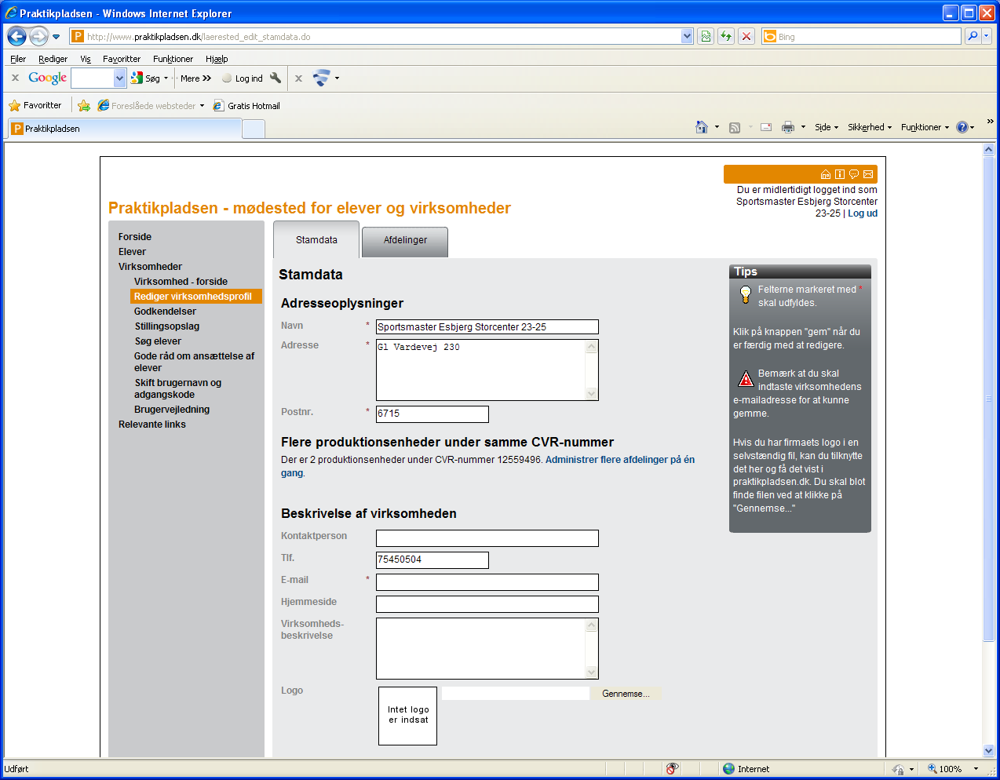 Praktikpladsen - Windows Internet Explorer
http://www.praktikpladsen.dk/laerested_edit_stamdata.do
Bing
Filer Rediger Vis Favoritter Funktioner Hjælp
x Google Søg Mere Log ind x
Favoritter Foreslåede websteder Gratis Hotmail
Praktikpladsen
Side Sikkerhed Funktioner
Du er midlertidigt logget ind som
Sportsmaster Esbjerg Storcenter
23-25 | Log ud
Praktikpladsen - mødested for elever og virksomheder
Forside
Elever
Virksomheder
Virksomhed - forside
Rediger virksomhedsprofil
Godkendelser
Stillingsopslag
Søg elever
Gode råd om ansættelse af
elever
Skift brugernavn og
adgangskode
Brugervejledning
Relevante links
Stamdata
Afdelinger
Stamdata
Adresseoplysninger
Navn * Sportsmaster Esbjerg Storcenter 23-25
Adresse * Gl Vardevej 230
Postnr. * 6715
Flere produktionsenheder under samme CVR-nummer
Der er 2 produktionsenheder under CVR-nummer 12559496. Administrer flere afdelinger på én
gang.
Beskrivelse af virksomheden
Kontaktperson
Tlf. 75450504
E-mail *
Hjemmeside
Virksomheds-
beskrivelse
Logo
Intet logo
er indsat
Gennemse...
Tips
Felterne markeret med *
skal udfyldes.
Klik på knappen "gem" når du
er færdig med at redigere.
Bemærk at du skal
indtaste virksomhedens
e-mailadresse for at kunne
gemme.
Hvis du har firmaets logo i en
selvstændig fil, kan du tilknytte
det her og få det vist i
praktikpladsen.dk. Du skal blot
finde filen ved at klikke på
"Gennemse..."
Udført
Internet
100%